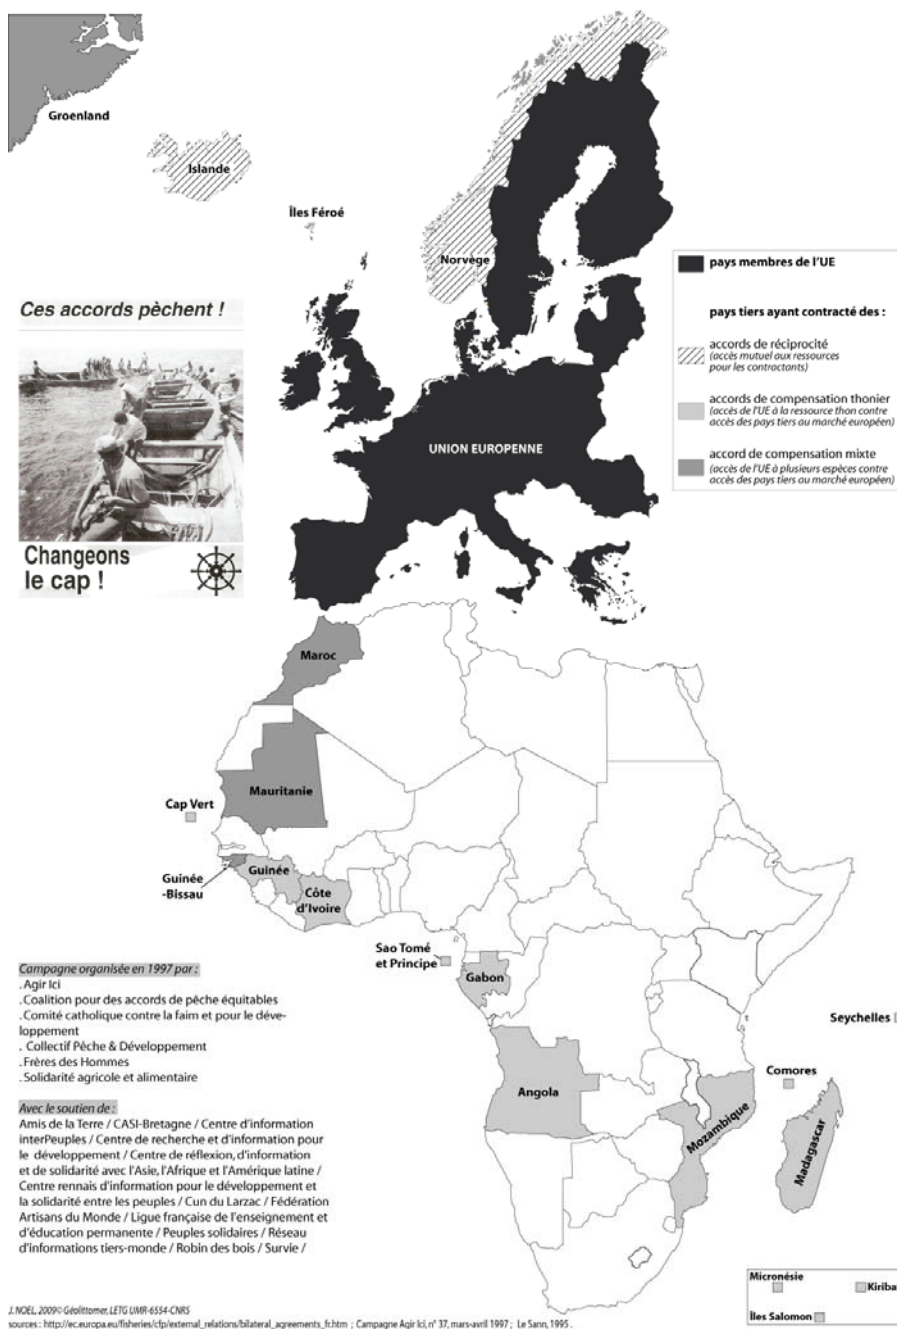 Groenland
Islande
Îles Féroé
Norvège
pays membres de l'UE
pays tiers ayant contracté des :
accords de réciprocité
(accès mutuel aux ressources
pour les contractants)
accords de compensation thonier
(accès de l'UE à la ressource thon contre
accès des pays tiers au marché européen)
accord de compensation mixte
(accès de l'UE à plusieurs espèces contre
accès des pays tiers au marché européen)
Ces accords pèchent !
UNION EUROPENNE
Changeons
le cap !
Maroc
Mauritanie
Cap Vert
Guinée
-Bissau
Guinée
Côte
d'Ivoire
Sao Tomé
et Principe
Gabon
Seychelles
Comores
Angola
Mozambique
Madagascar
Campagne organisée en 1997 par :
. Agir Ici
. Coalition pour des accords de pêche équitables
. Comité catholique contre la faim et pour le déve-
loppement
. Collectif Pêche & Développement
. Frères des Hommes
. Solidarité agricole et alimentaire
Avec le soutien de :
Amis de la Terre / CASI-Bretagne / Centre d'information
interPeuples / Centre de recherche et d'information pour
le développement / Centre de réflexion, d'information
et de solidarité avec l'Asie, l'Afrique et l'Amérique latine /
Centre rennais d'information pour le développement et
la solidarité entre les peuples / Cun du Larzac / Fédération
Artisans du Monde / Ligue française de l'enseignement et
d'éducation permanente / Peuples solidaires / Réseau
d'informations tiers-monde / Robin des bois / Survie /
Micronésie
Kiriba
Îles Salomon
J. NOEL, 2009© Géolittomer, LETG UMR-6554-CNRS
sources : http://ec.europa.eu/fisheries/cfp/external_relations/bilateral_agreements_fr.htm ; Campagne Agir Ici, n° 37, mars-avril 1997 ; Le Sann, 1995 .